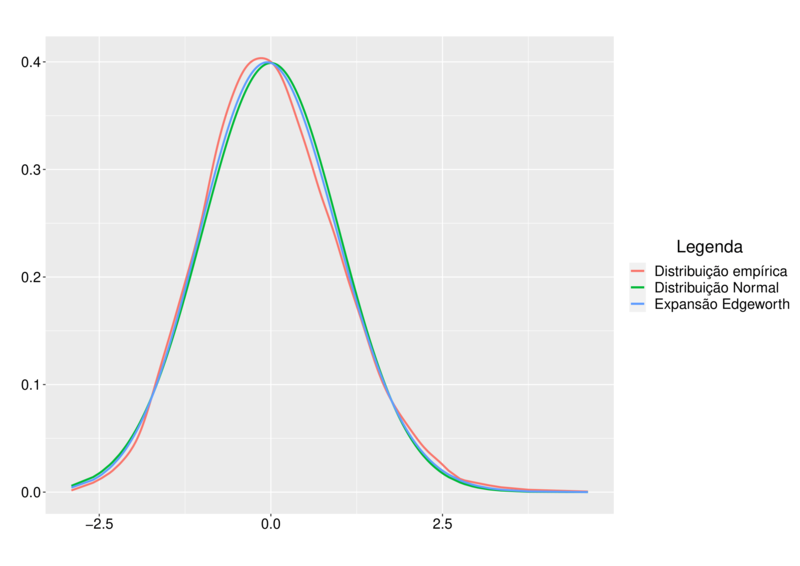 0.4
0.3
0.2
0.1
0.0
−2.5 0.0 2.5
Legenda
Distribuição empírica
Distribuição Normal
Expansão Edgeworth